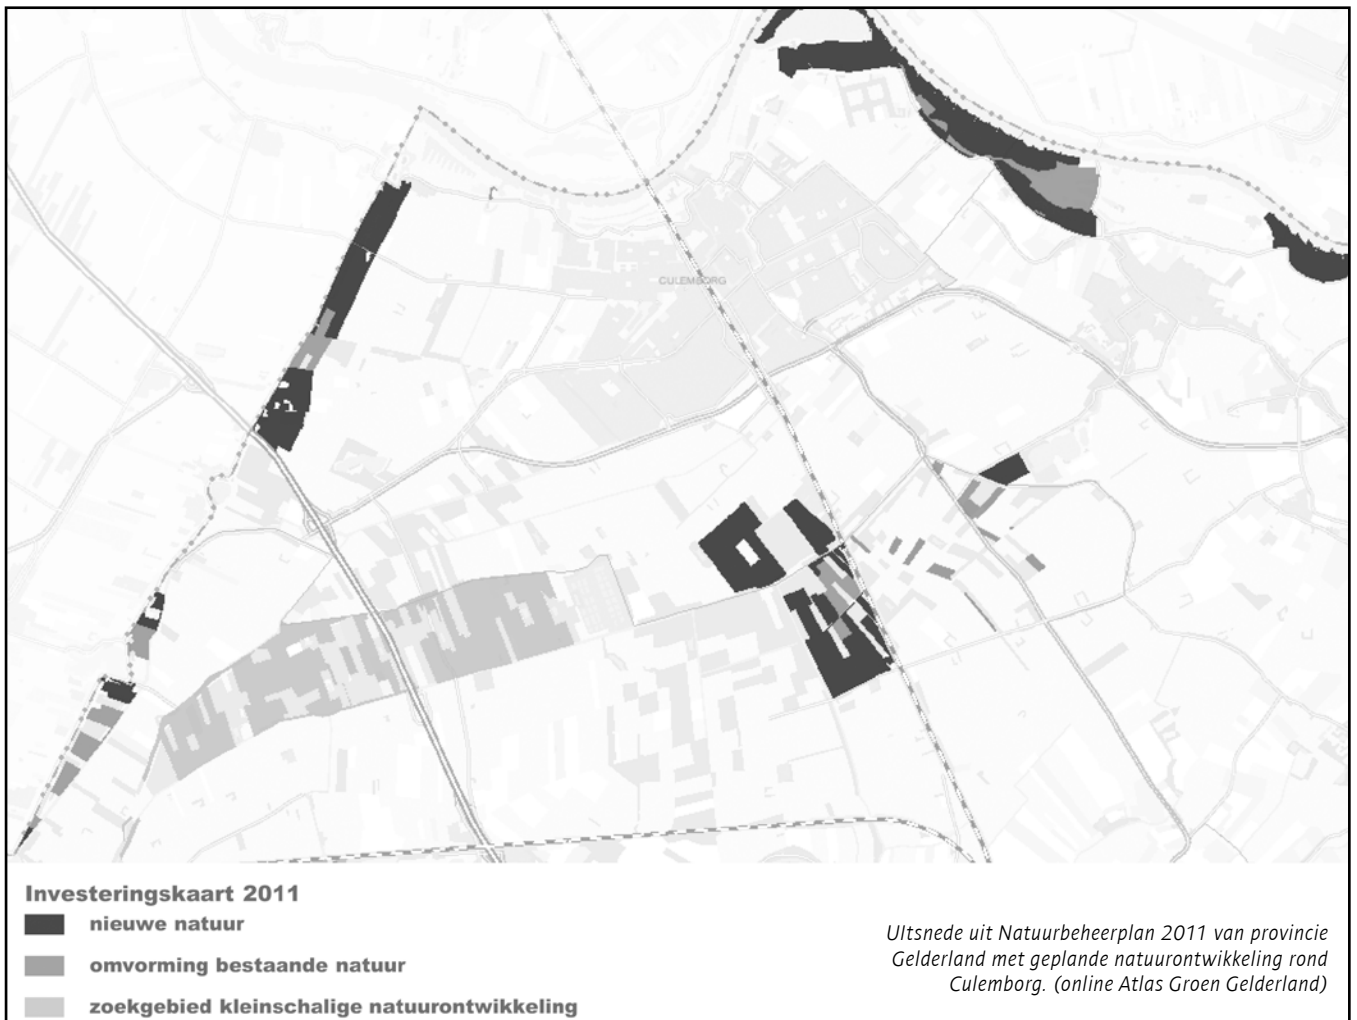 CULEMBORG
Investeringskaart 2011
nieuwe natuur
omvorming bestaande natuur
zoekgebied kleinschalige natuurontwikkeling
UItsnede uit Natuurbeheerplan 2011 van provincie
Gelderland met geplande natuurontwikkeling rond
Culemborg. (online Atlas Groen Gelderland)